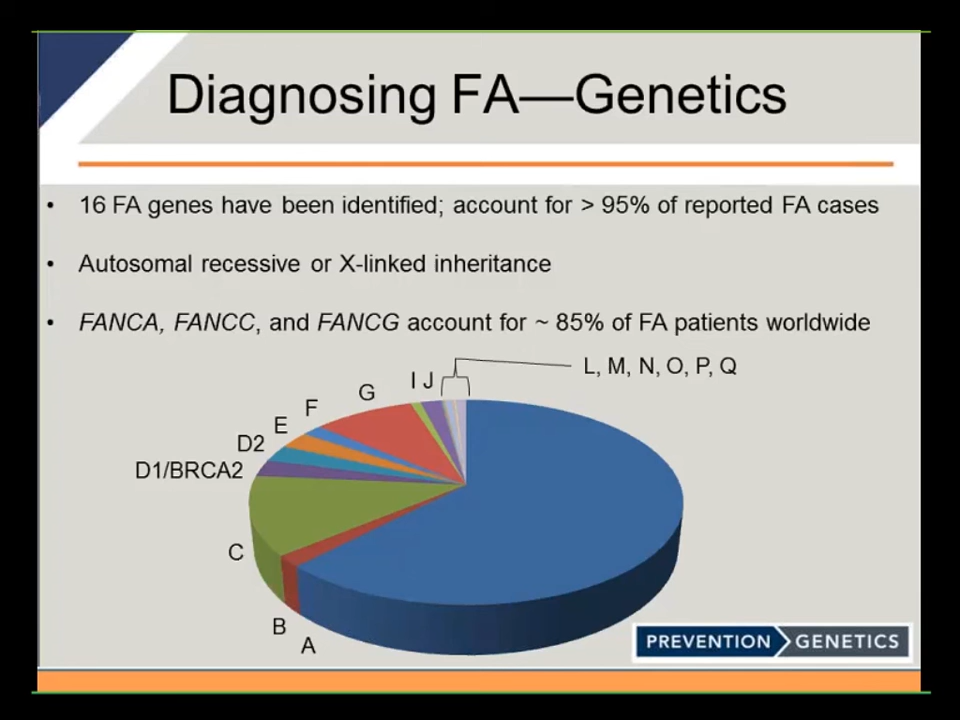 Diagnosing FA—Genetics
• 16 FA genes have been identified; account for > 95% of reported FA cases
• Autosomal recessive or X-linked inheritance
• FANCA, FANCC, and FANCG account for ~ 85% of FA patients worldwide
L, M, N, O, P, Q
I J
G
F
E
D2
D1/BRCA2
C
B
A
PREVENTION GENETICS